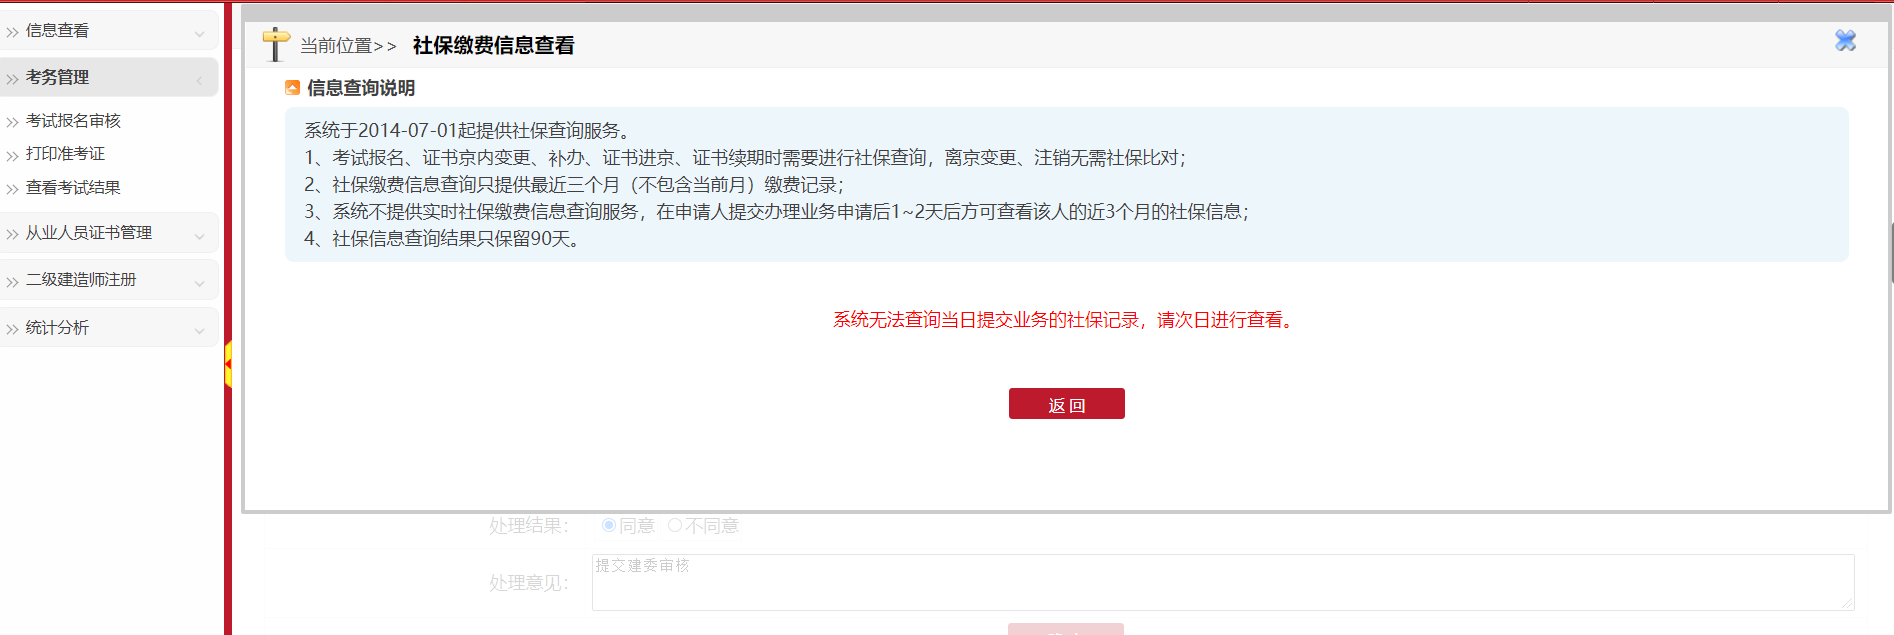 信息查看
考务管理
考试报名审核
打印准考证
查看考试结果
从业人员证书管理
二级建造师注册
统计分析
当前位置>> 社保缴费信息查看
信息查询说明
系统于2014-07-01起提供社保查询服务。
1、考试报名、证书京内变更、补办、证书进京、证书续期时需要进行社保查询，离京变更、注销无需社保比对；
2、社保缴费信息查询只提供最近三个月（不包含当前月）缴费记录；
3、系统不提供实时社保缴费信息查询服务，在申请人提交办理业务申请后1~2天后方可查看该人的近3个月的社保信息；
4、社保信息查询结果只保留90天。
系统无法查询当日提交业务的社保记录，请次日进行查看。
返 回
处理结果： 同意 不同意
处理意见： 提交建委审核